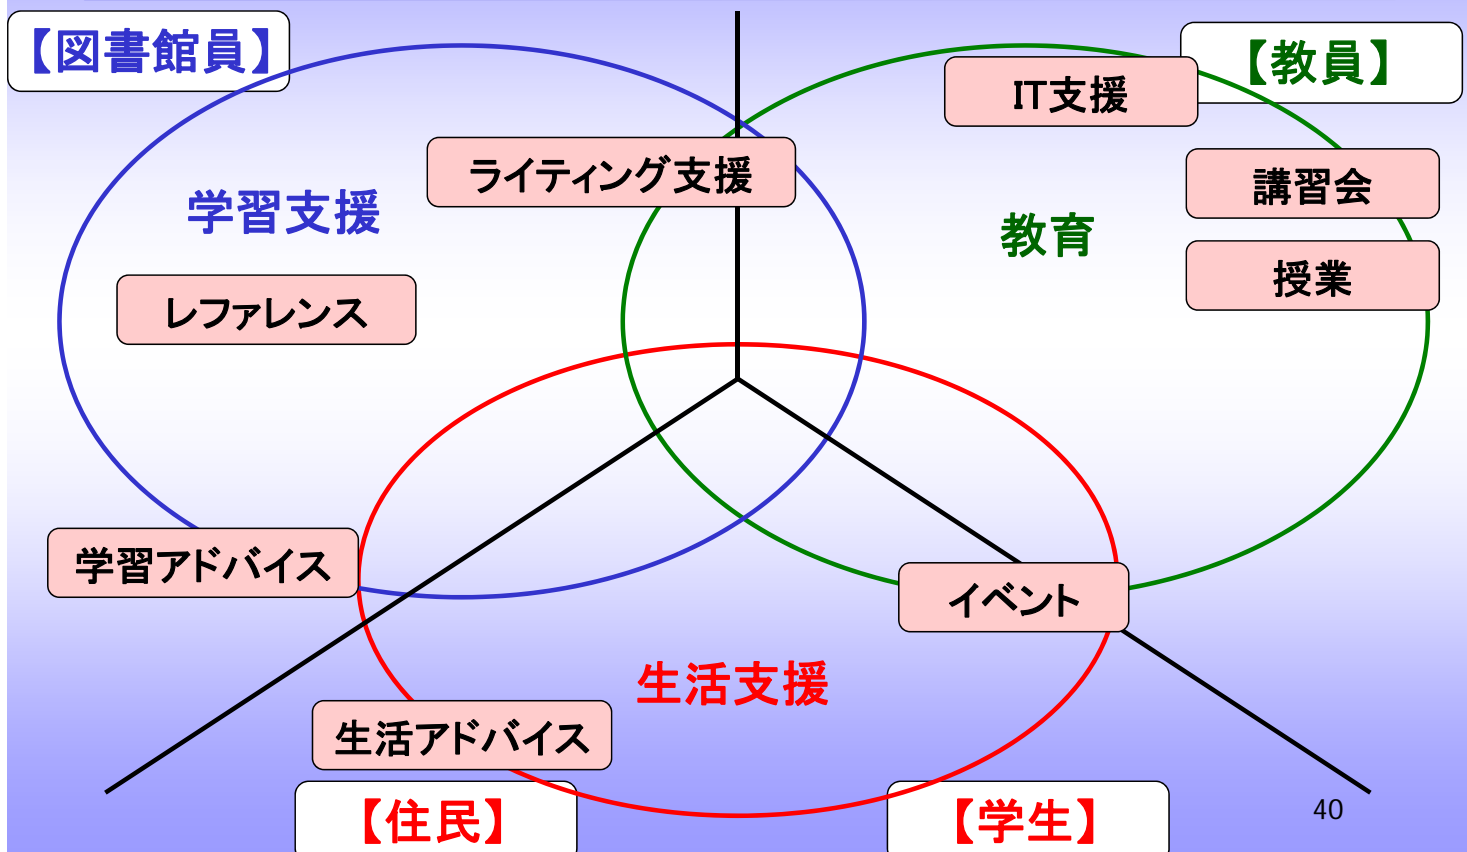 【図書館員】
【教員】
IT支援
ライティング支援
講習会
学習支援
教育
授業
レファレンス
学習アドバイス
イベント
生活支援
生活アドバイス
【住民】
【学生】
40